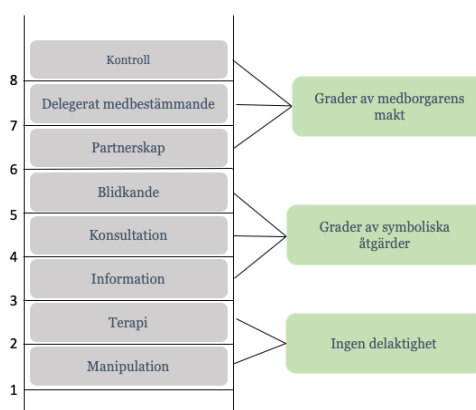 Kontroll
8
Delegerat medbestämmande
7
Partnerskap
6
Blidkande
5
Konsultation
4
Information
3
Terapi
2
Manipulation
1
Grader av medborgarens
makt
Grader av symboliska
åtgärder
Ingen delaktighet